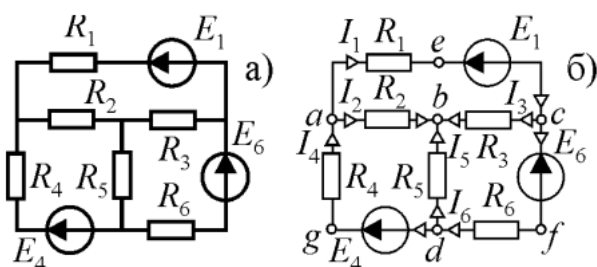 R₁ E₁ а)
R₂
R₃ E₆
R₄ R₅ R₆
E₄
I₁ R₁ e E₁ б)
a I₂ R₂ b I₃ c
I₄ I₅ R₃ E₆
R₄ R₅ I₆ R₆
g E₄ d f